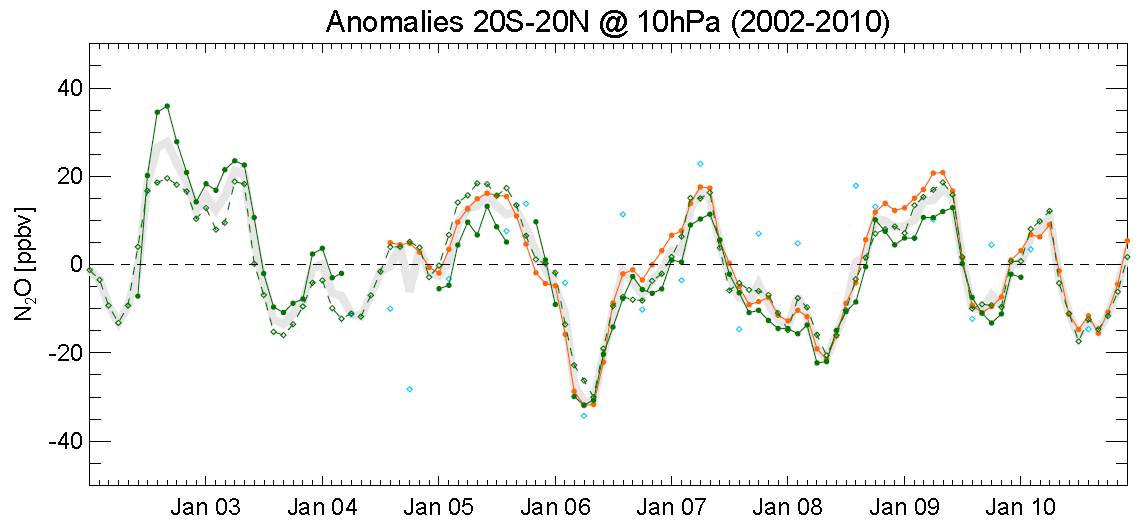 Anomalies 20S-20N @ 10hPa (2002-2010)
N₂O [ppbv]
40
20
0
-20
-40
Jan 03 Jan 04 Jan 05 Jan 06 Jan 07 Jan 08 Jan 09 Jan 10